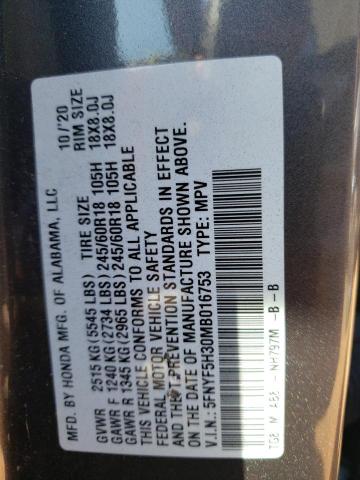 MFD. BY HONDA MFG. OF ALABAMA, LLC 10/'20
TIRE SIZE RIM SIZE
GVWR 2515 KG (5545 LBS)
GAWR F 1240 KG (2734 LBS) 245/60R18 105H 18X8.0J
GAWR R 1345 KG (2965 LBS) 245/60R18 105H 18X8.0J
THIS VEHICLE CONFORMS TO ALL APPLICABLE
FEDERAL MOTOR VEHICLE SAFETY
AND THEFT PREVENTION STANDARDS IN EFFECT
ON THE DATE OF MANUFACTURE SHOWN ABOVE.
V.I.N.: 5FNYF5H30MB016753 TYPE: MPV
NH797M -B -B